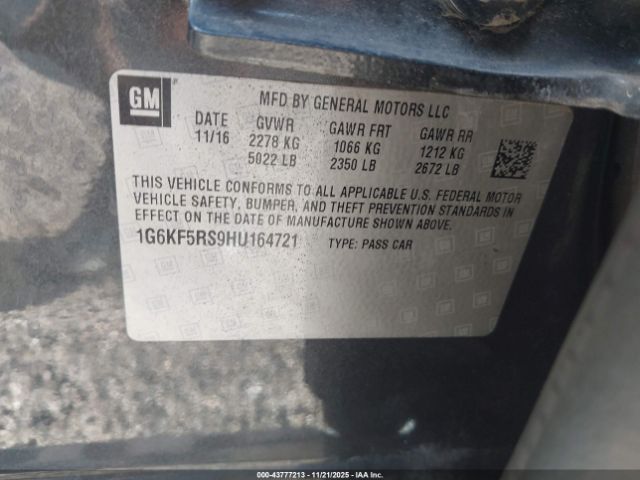 GM
MFD BY GENERAL MOTORS LLC
DATE GVWR GAWR FRT GAWR RR
11/16 2278 KG 1066 KG 1212 KG
5022 LB 2350 LB 2672 LB
THIS VEHICLE CONFORMS TO ALL APPLICABLE U.S. FEDERAL MOTOR
VEHICLE SAFETY, BUMPER, AND THEFT PREVENTION STANDARDS IN
EFFECT ON THE DATE OF MANUFACTURE SHOWN ABOVE.
1G6KF5RS9HU164721 TYPE: PASS CAR
000-43777213 - 11/21/2025 - IAA Inc.